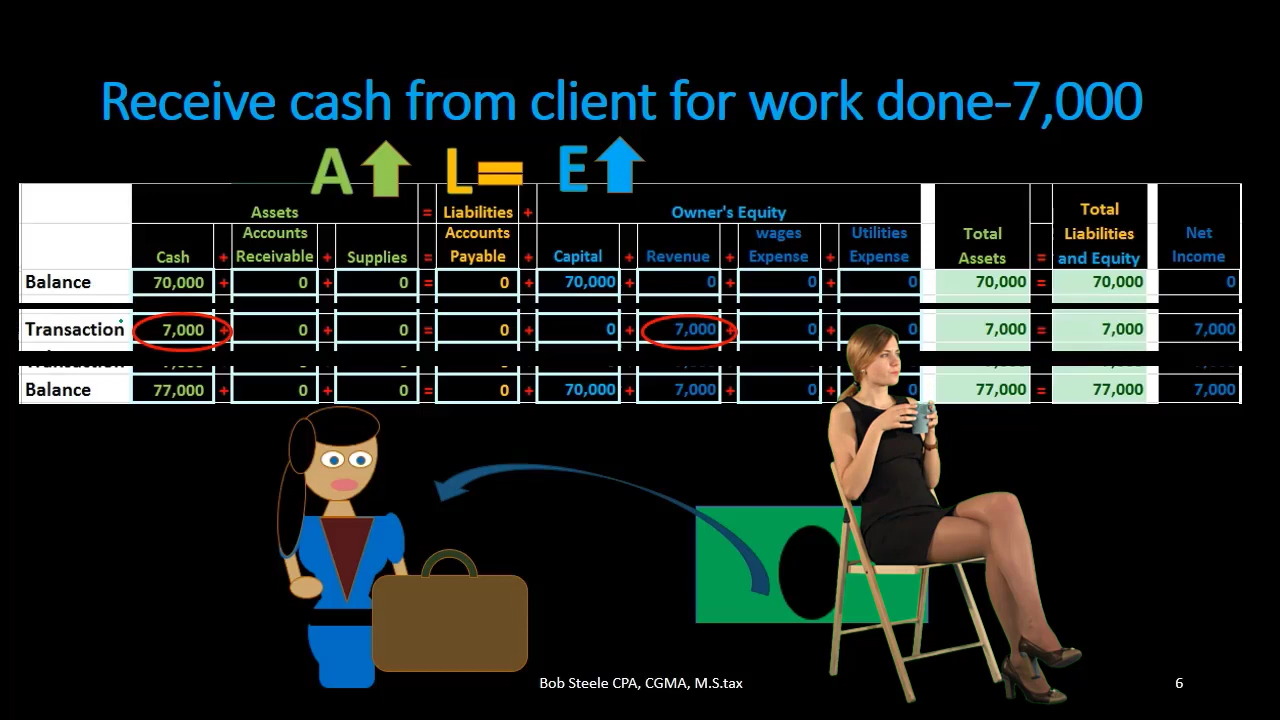 Receive cash from client for work done-7,000
A L= E
Assets = Liabilities + Owner's Equity
Cash + Accounts Receivable + Supplies = Accounts Payable + Capital + Revenue + wages Expense + Utilities Expense Total Assets = Total Liabilities and Equity Net Income
Balance 70,000 + 0 + 0 = 0 + 70,000 + 0 + 0 + 0 70,000 = 70,000 0
Transaction 7,000 + 0 + 0 = 0 + 0 + 7,000 + 0 + 0 7,000 = 7,000 7,000
Balance 77,000 + 0 + 0 = 0 + 70,000 + 7,000 + 0 + 0 77,000 = 77,000 7,000
Bob Steele CPA, CGMA, M.S.tax
6